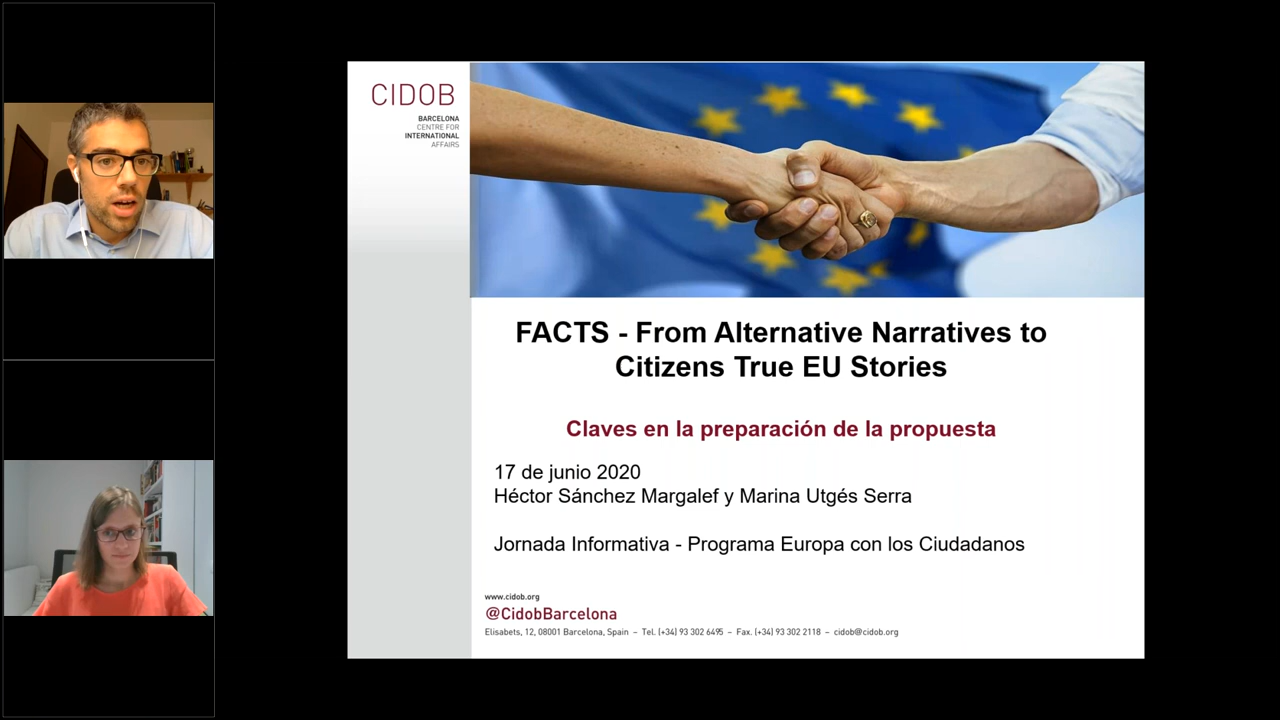 CIDOB
BARCELONA
CENTRE FOR
INTERNATIONAL
AFFAIRS
FACTS - From Alternative Narratives to
Citizens True EU Stories
Claves en la preparación de la propuesta
17 de junio 2020
Héctor Sánchez Margalef y Marina Utgés Serra
Jornada Informativa - Programa Europa con los Ciudadanos
www.cidob.org
@CidobBarcelona
Elisabets, 12, 08001 Barcelona, Spain – Tel. (+34) 93 302 6495 – Fax. (+34) 93 302 2118 – cidob@cidob.org